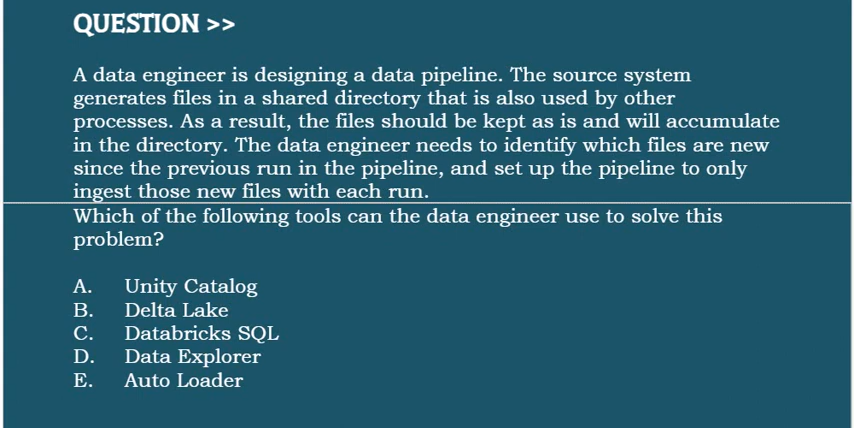 QUESTION >>
A data engineer is designing a data pipeline. The source system
generates files in a shared directory that is also used by other
processes. As a result, the files should be kept as is and will accumulate
in the directory. The data engineer needs to identify which files are new
since the previous run in the pipeline, and set up the pipeline to only
ingest those new files with each run.
Which of the following tools can the data engineer use to solve this
problem?
A. Unity Catalog
B. Delta Lake
C. Databricks SQL
D. Data Explorer
E. Auto Loader